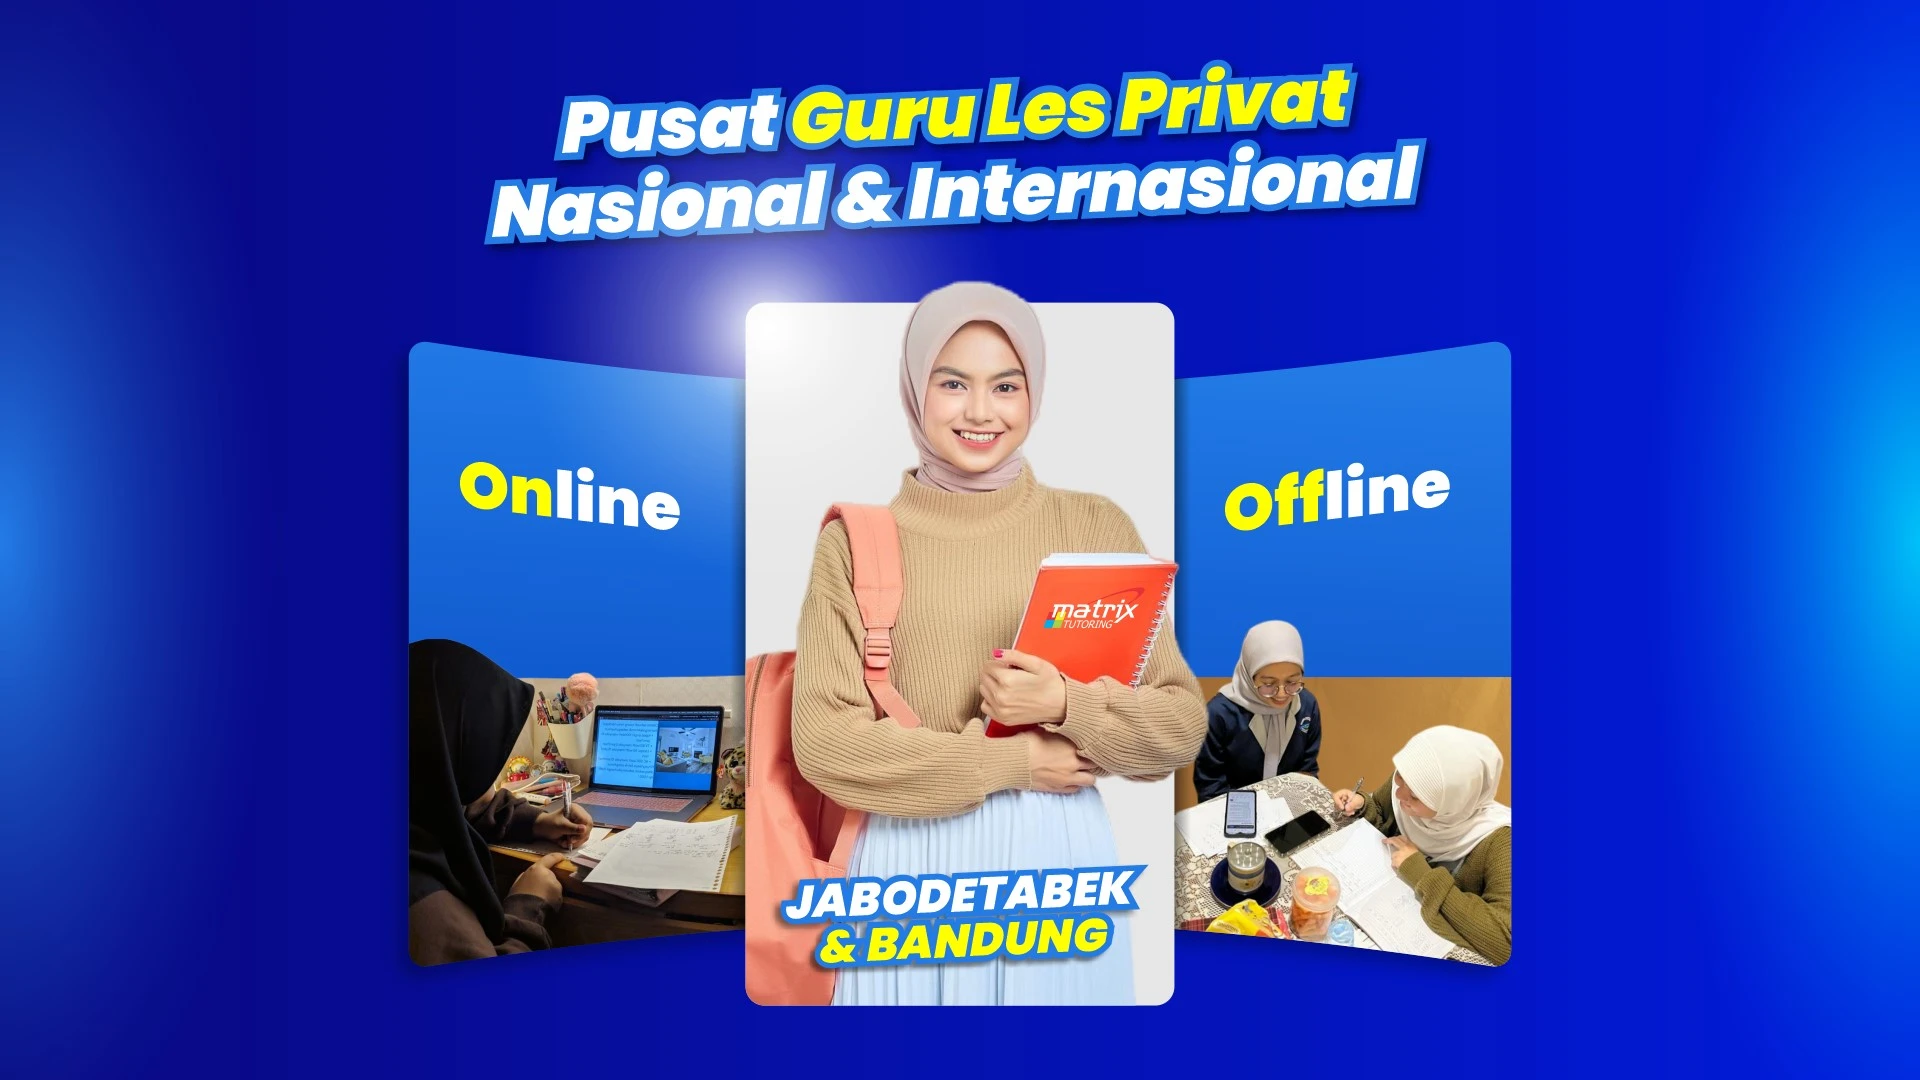 Pusat Guru Les Privat
Nasional & Internasional
Online
Offline
matrix
TUTORING
JABODETABEK
& BANDUNG